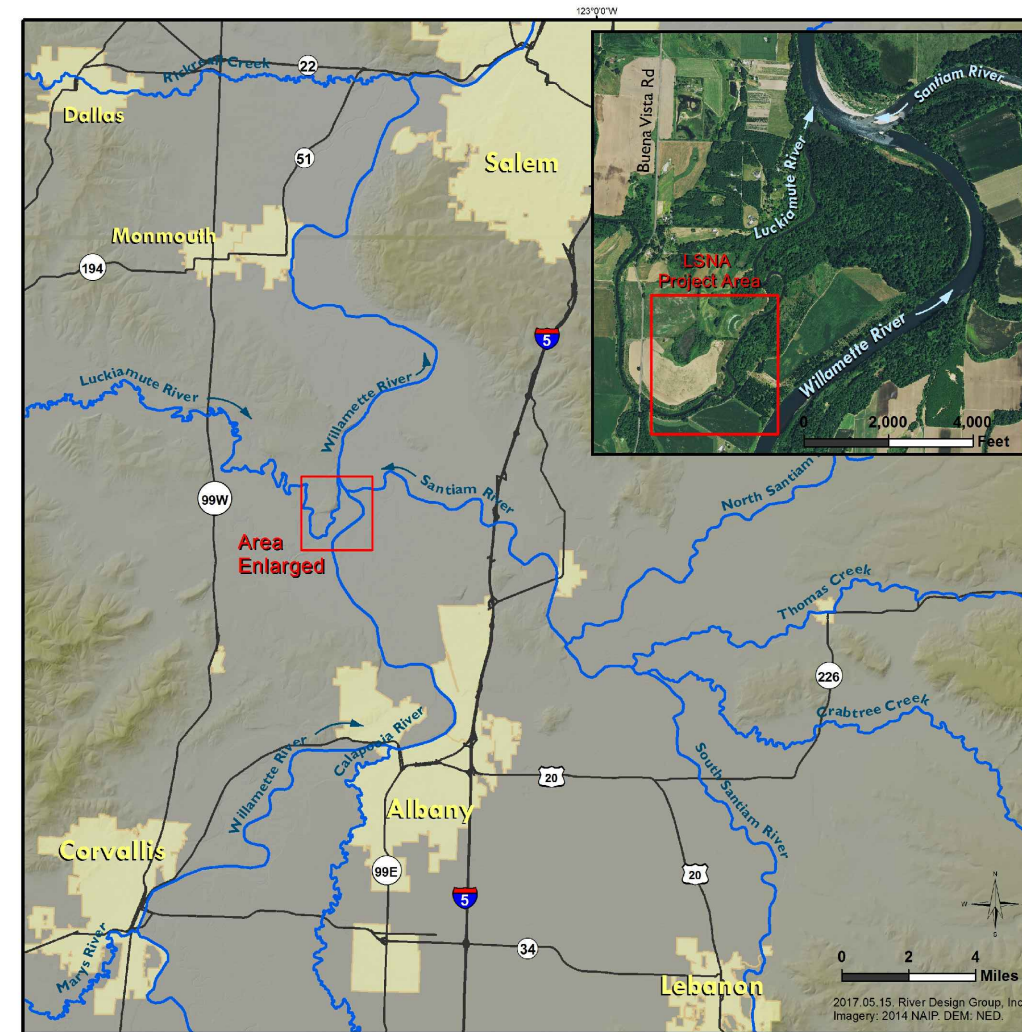 123°0'0"W
Rickreall Creek
22
Dallas
51
Salem
Monmouth
194
Buena Vista Rd
Santiam River
Luckiamute River
LSNA
Project Area
Willamette River
0 2,000 4,000
Feet
5
Luckiamute River
Willamette River
99W
Santiam River
North Santiam
Area
Enlarged
Thomas Creek
226
Crabtree Creek
Willamette River
Calapooia River
South Santiam River
20
Albany
Corvallis
99E
20
5
N
W
S
Marys River
34
Lebanon
0 2 4
Miles
2017.05.15. River Design Group, Inc
Imagery: 2014 NAIP. DEM: NED.